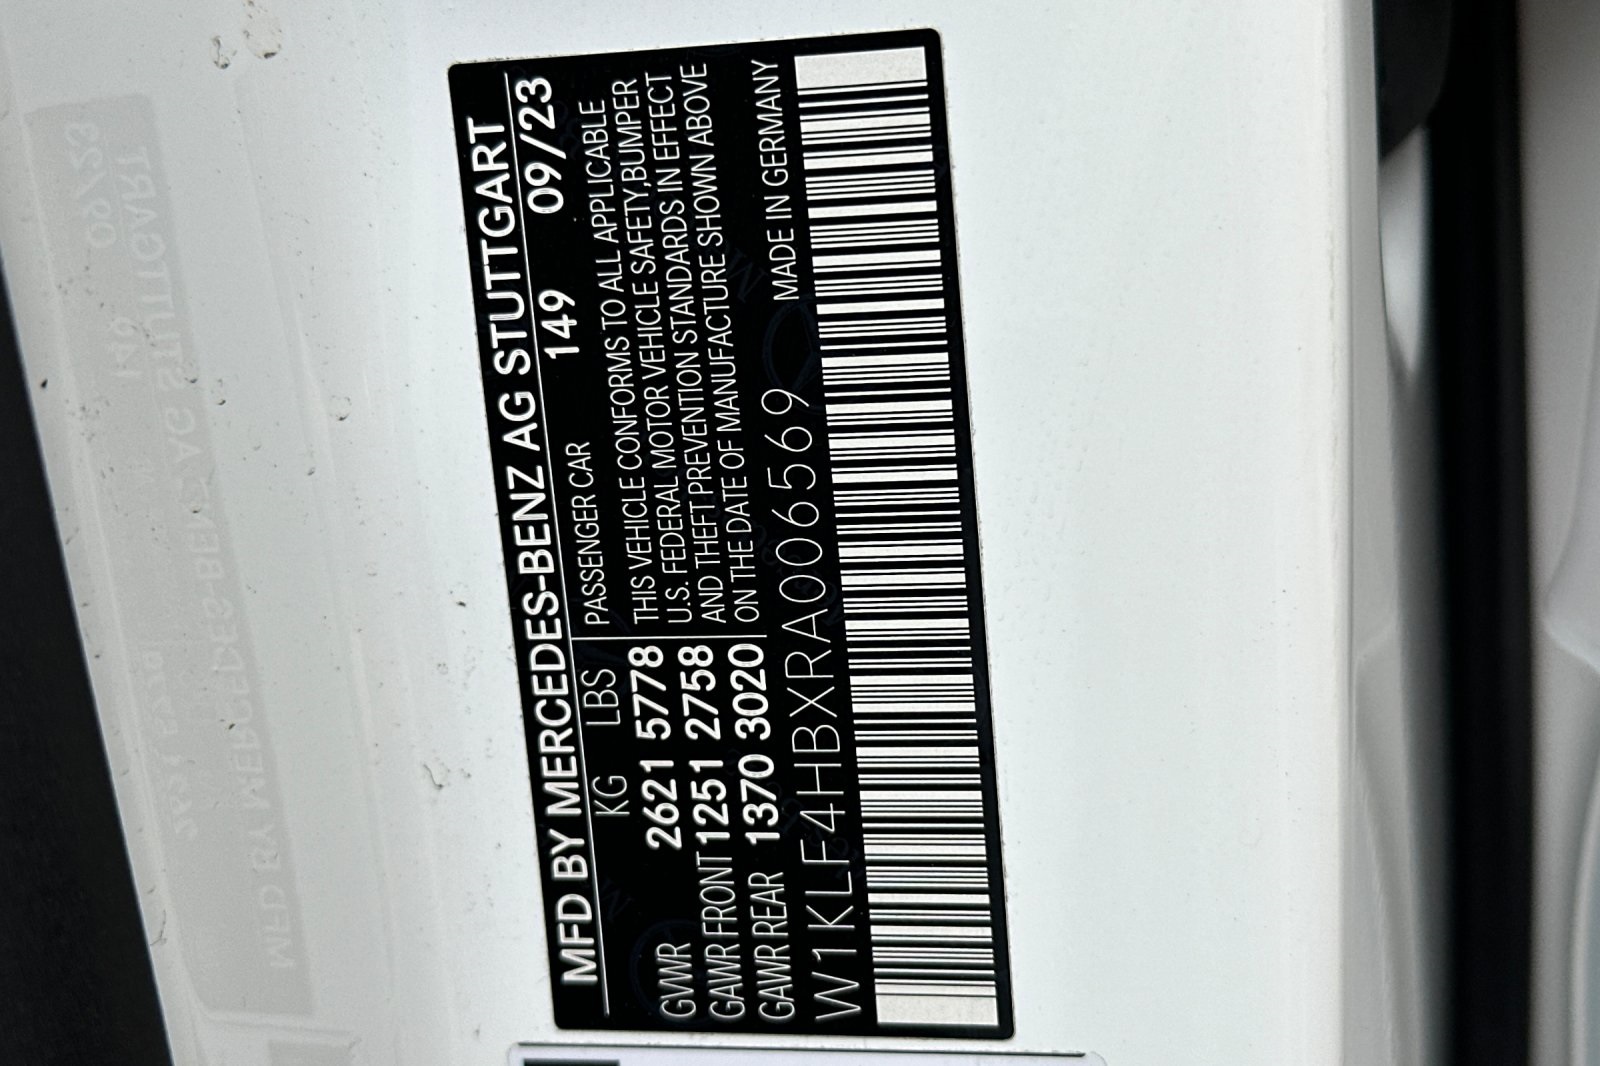 MFD BY MERCEDES-BENZ AG STUTTGART
149 09/23
KG LBS PASSENGER CAR
GVWR 2621 5778
GAWR FRONT 1251 2758
GAWR REAR 1370 3020
THIS VEHICLE CONFORMS TO ALL APPLICABLE
U.S. FEDERAL MOTOR VEHICLE SAFETY,BUMPER
AND THEFT PREVENTION STANDARDS IN EFFECT
ON THE DATE OF MANUFACTURE SHOWN ABOVE
W1KLF4HBXRA006569 MADE IN GERMANY